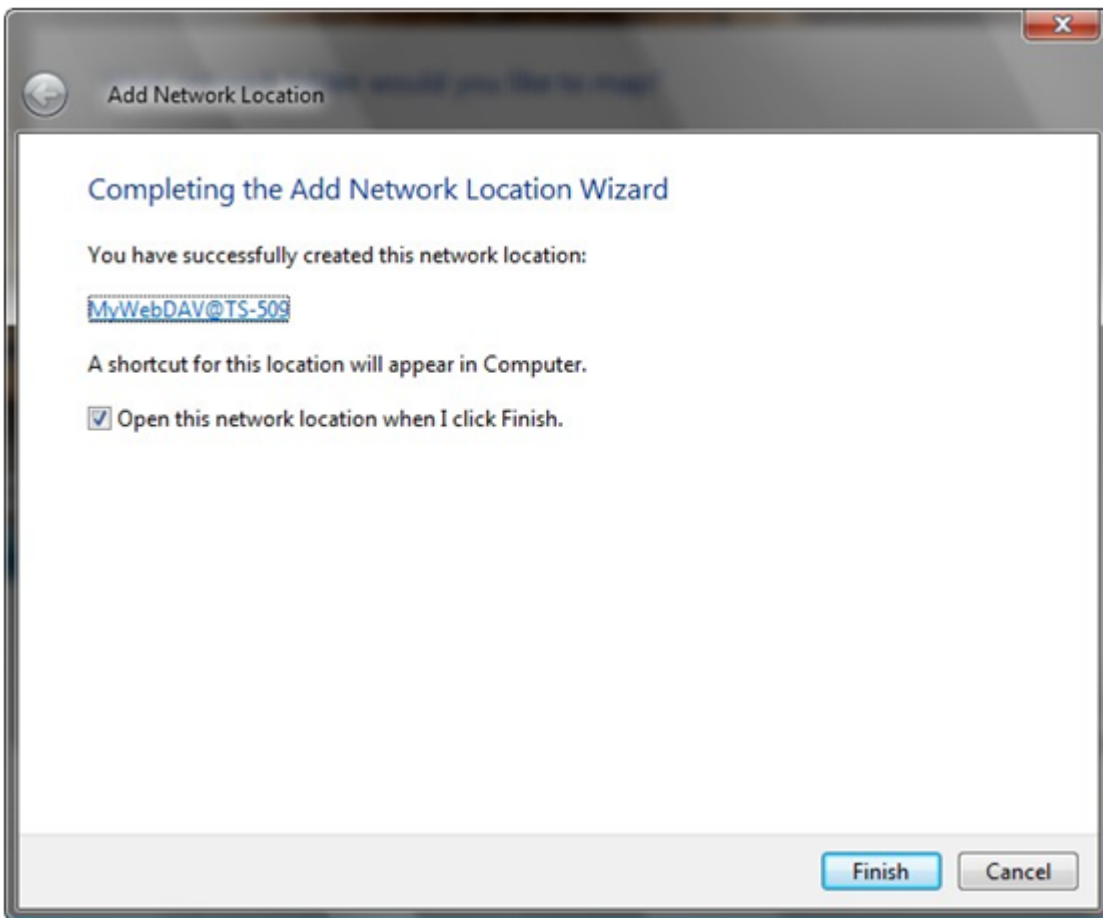 Add Network Location
Completing the Add Network Location Wizard
You have successfully created this network location:
MyWebDAV@TS-509
A shortcut for this location will appear in Computer.
Open this network location when I click Finish.
Finish
Cancel